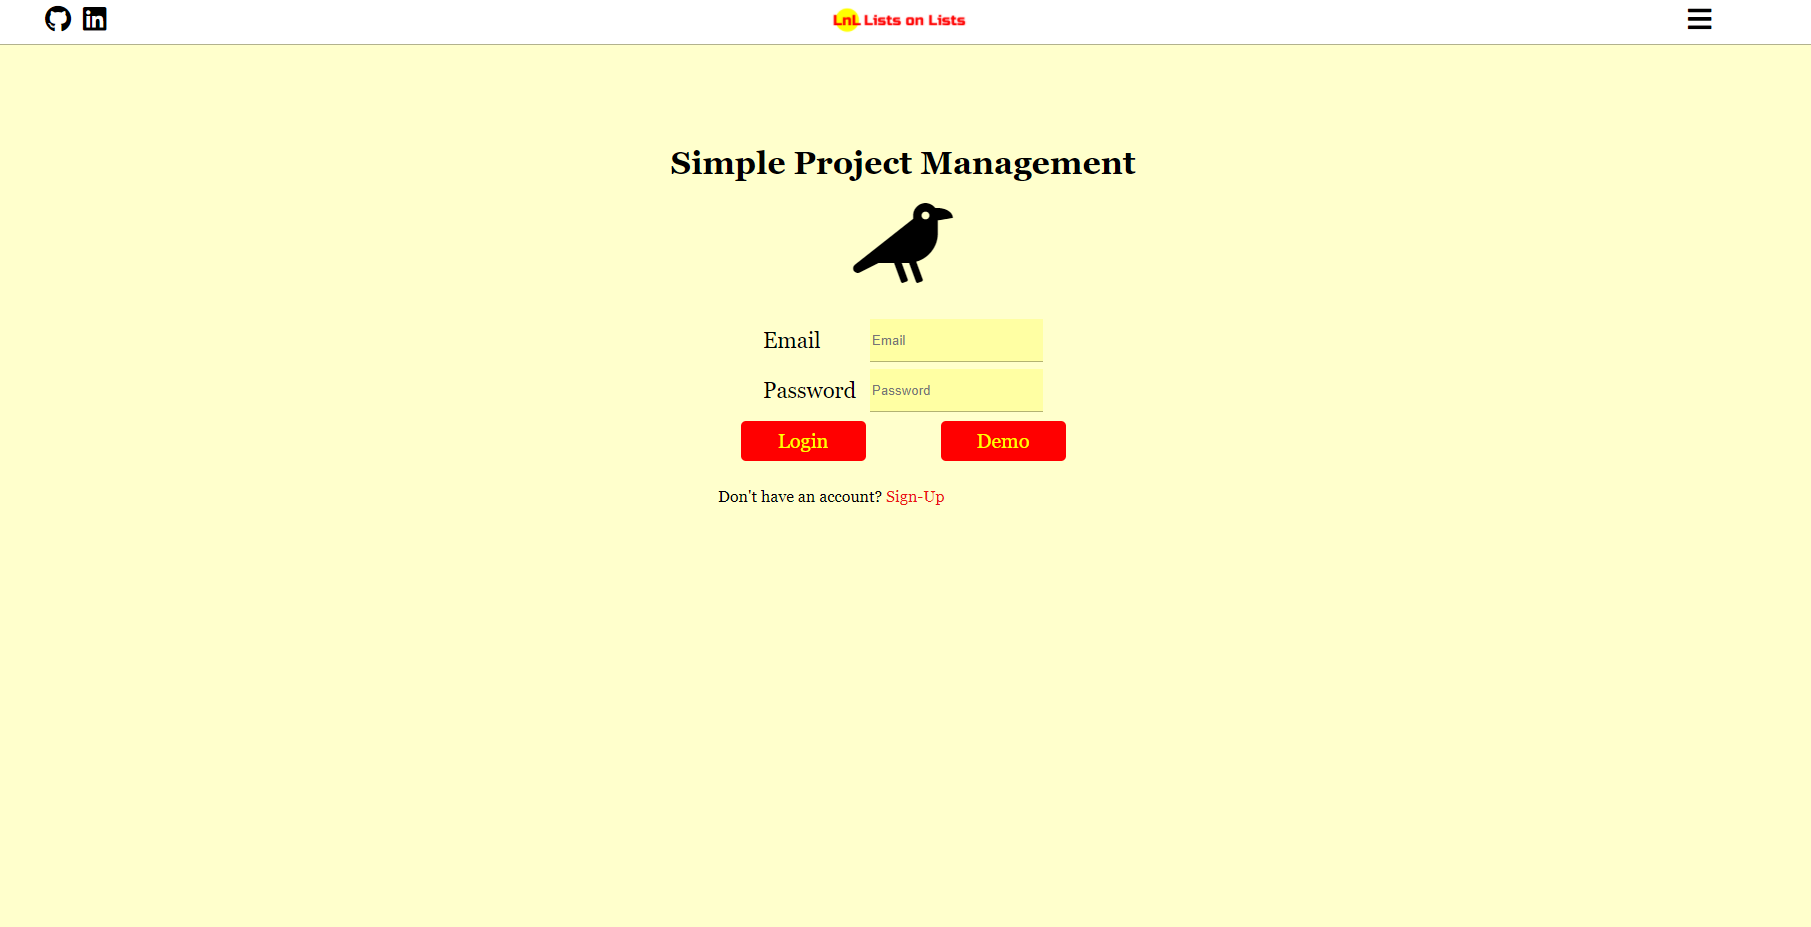 LnL Lists on Lists
Simple Project Management
Email Email
Password Password
Login Demo
Don't have an account? Sign-Up